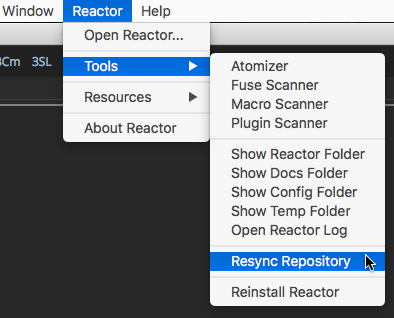 Window Reactor Help
Open Reactor...
3Cm 3SL
Tools
Atomizer
Fuse Scanner
Resources
Macro Scanner
About Reactor
Plugin Scanner
Show Reactor Folder
Show Docs Folder
Show Config Folder
Show Temp Folder
Open Reactor Log
Resync Repository
Reinstall Reactor